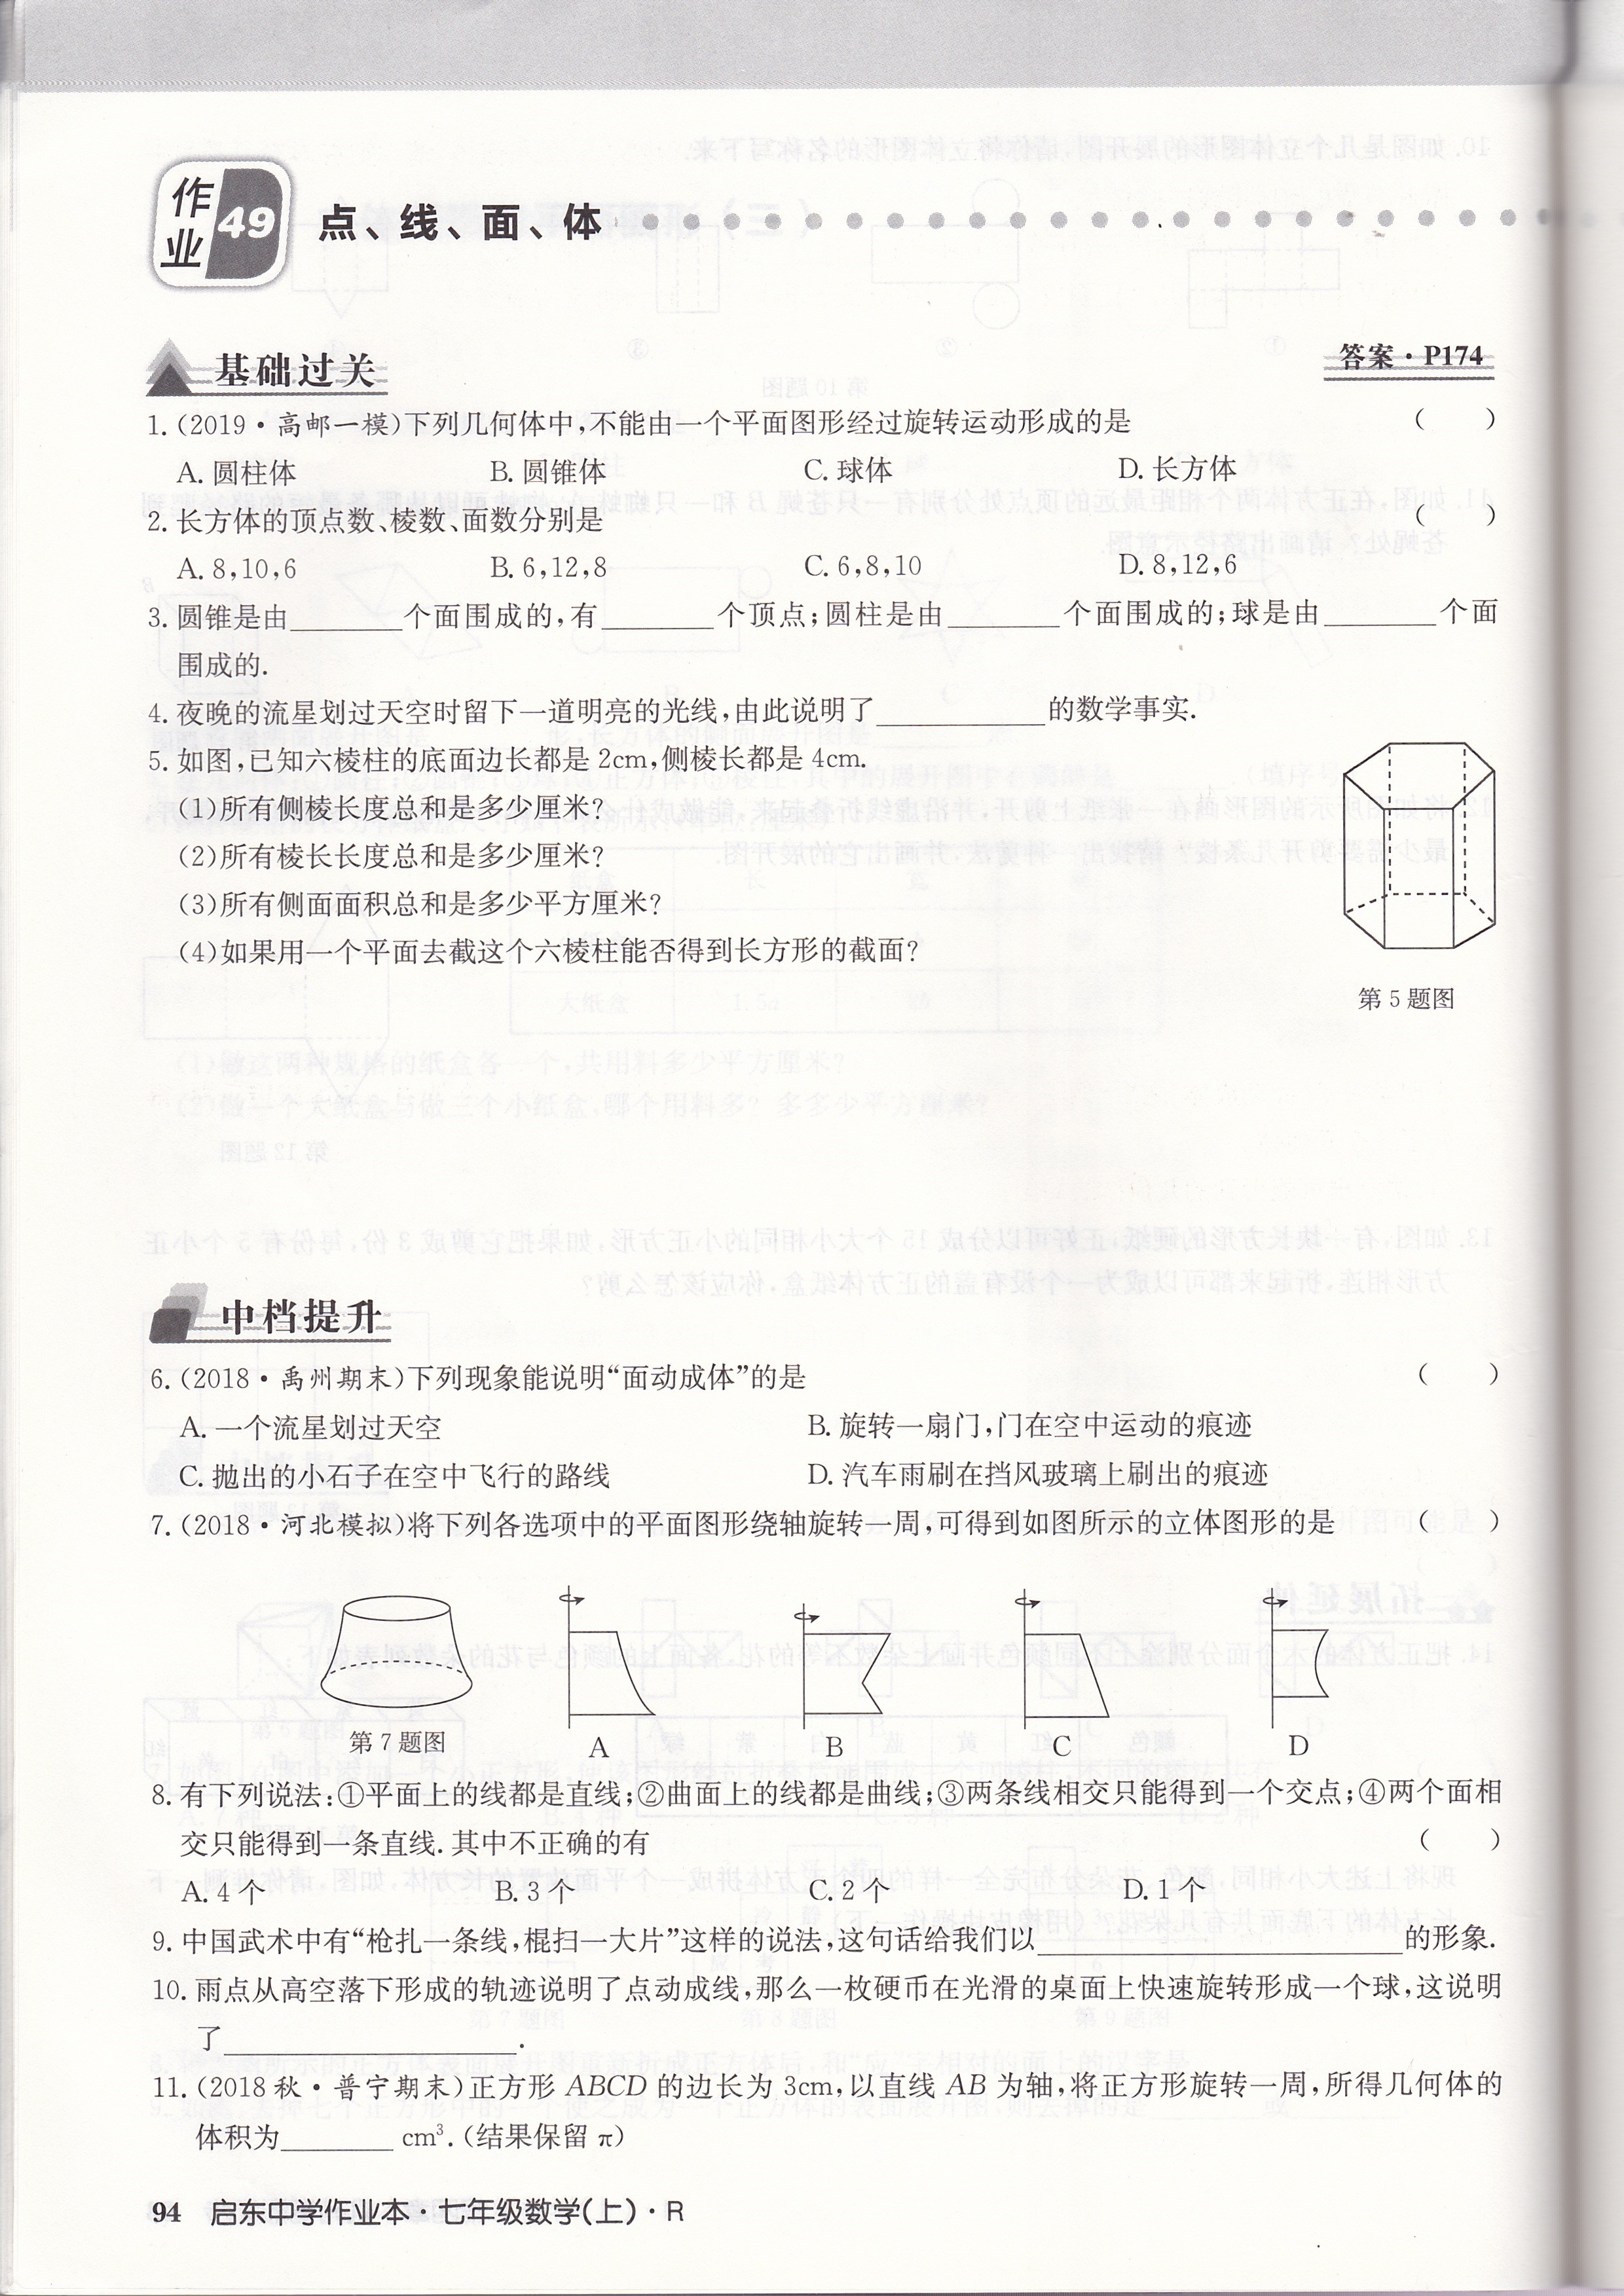 作业 49 点、线、面、体
基础过关
答案·P174
1. (2019·高邮一模)下列几何体中,不能由一个平面图形经过旋转运动形成的是 (  )
A. 圆柱体 B. 圆锥体 C. 球体 D. 长方体
2. 长方体的顶点数、棱数、面数分别是 (  )
A. 8,10,6 B. 6,12,8 C. 6,8,10 D. 8,12,6
3. 圆锥是由________个面围成的,有________个顶点;圆柱是由________个面围成的;球是由________个面
围成的.
4. 夜晚的流星划过天空时留下一道明亮的光线,由此说明了____________的数学事实.
5. 如图,已知六棱柱的底面边长都是 2cm,侧棱长都是 4cm.
(1)所有侧棱长度总和是多少厘米?
(2)所有棱长长度总和是多少厘米?
(3)所有侧面面积总和是多少平方厘米?
(4)如果用一个平面去截这个六棱柱能否得到长方形的截面?
第 5 题图
中档提升
6. (2018·禹州期末)下列现象能说明“面动成体”的是 (  )
A. 一个流星划过天空 B. 旋转一扇门,门在空中运动的痕迹
C. 抛出的小石子在空中飞行的路线 D. 汽车雨刷在挡风玻璃上刷出的痕迹
7. (2018·河北模拟)将下列各选项中的平面图形绕轴旋转一周,可得到如图所示的立体图形的是 (  )
第 7 题图 A B C D
8. 有下列说法:①平面上的线都是直线;②曲面上的线都是曲线;③两条线相交只能得到一个交点;④两个面相
交只能得到一条直线. 其中不正确的有 (  )
A. 4 个 B. 3 个 C. 2 个 D. 1 个
9. 中国武术中有“枪扎一条线,棍扫一大片”这样的说法,这句话给我们以__________________________的形象.
10. 雨点从高空落下形成的轨迹说明了点动成线,那么一枚硬币在光滑的桌面上快速旋转形成一个球,这说明
了_____________________.
11. (2018 秋·普宁期末)正方形 ABCD 的边长为 3cm,以直线 AB 为轴,将正方形旋转一周,所得几何体的
体积为________ cm³. (结果保留 π)
94 启东中学作业本·七年级数学(上)·R